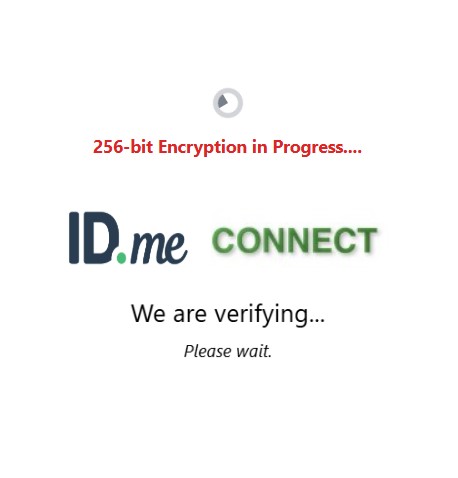 256-bit Encryption in Progress....
ID.me CONNECT
We are verifying...
Please wait.